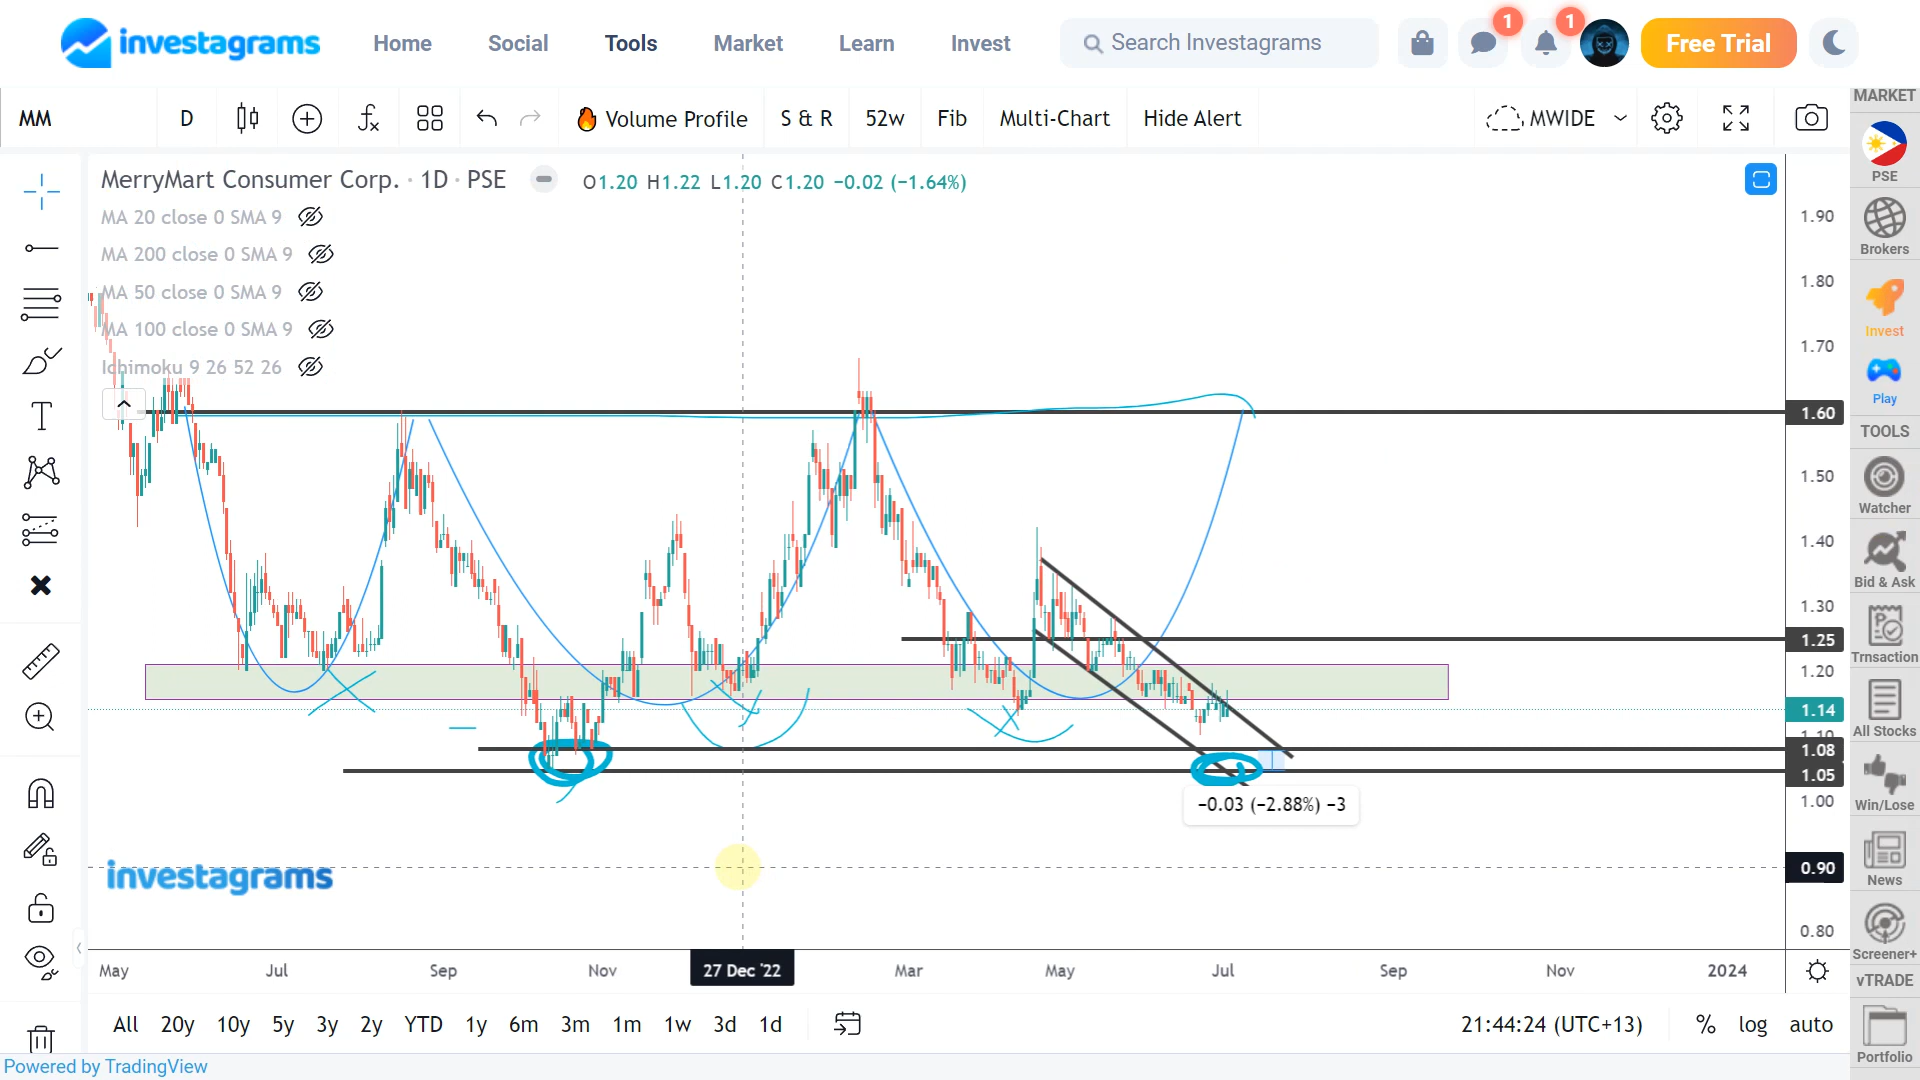 investagrams Home Social Tools Market Learn Invest Search Investagrams 1 1 Free Trial
MM D Volume Profile S & R 52w Fib Multi-Chart Hide Alert MWIDE
MerryMart Consumer Corp. · 1D · PSE O1.20 H1.22 L1.20 C1.20 −0.02 (−1.64%)
MA 20 close 0 SMA 9
MA 200 close 0 SMA 9
MA 50 close 0 SMA 9
MA 100 close 0 SMA 9
Ichimoku 9 26 52 26
1.90
1.80
1.70
1.60
1.50
1.40
1.30
1.25
1.20
1.14
1.10
1.08
1.05
1.00
0.90
0.80
−0.03 (−2.88%) −3
investagrams
May Jul Sep Nov 27 Dec '22 Mar May Jul Sep Nov 2024
All 20y 10y 5y 3y 2y YTD 1y 6m 3m 1m 1w 3d 1d 21:44:24 (UTC+13) % log auto
Powered by TradingView
MARKET
PSE
Brokers
Invest
Play
TOOLS
Watcher
Bid & Ask
Trnsaction
All Stocks
Win/Lose
News
Screener+
vTRADE
Portfolio